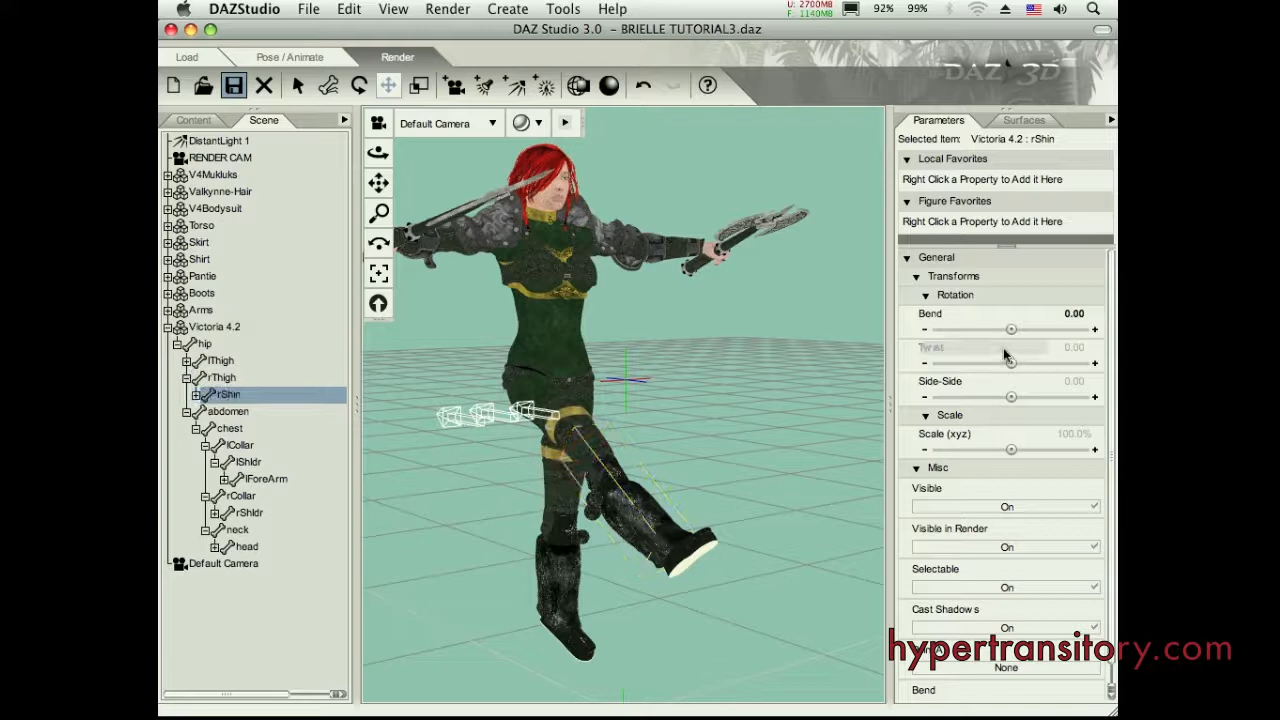 DAZStudio File Edit View Render Create Tools Help U: 2700MB F: 1140MB 92% 99%
DAZ Studio 3.0 - BRIELLE TUTORIAL3.daz
Load Pose / Animate Render
DAZ 3D
Content Scene
DistantLight 1
RENDER CAM
V4Mukluks
Valkynne-Hair
V4Bodysuit
Torso
Skirt
Shirt
Pantie
Boots
Arms
Victoria 4.2
hip
lThigh
rThigh
rShin
abdomen
chest
lCollar
lShldr
lForeArm
rCollar
rShldr
neck
head
Default Camera
Default Camera
Parameters Surfaces
Selected Item: Victoria 4.2 : rShin
Local Favorites
Right Click a Property to Add it Here
Figure Favorites
Right Click a Property to Add it Here
General
Transforms
Rotation
Bend 0.00
Twist 0.00
Side-Side 0.00
Scale
Scale (xyz) 100.0%
Misc
Visible
On
Visible in Render
On
Selectable
On
Cast Shadows
On
hypertransitory.com
None
Bend